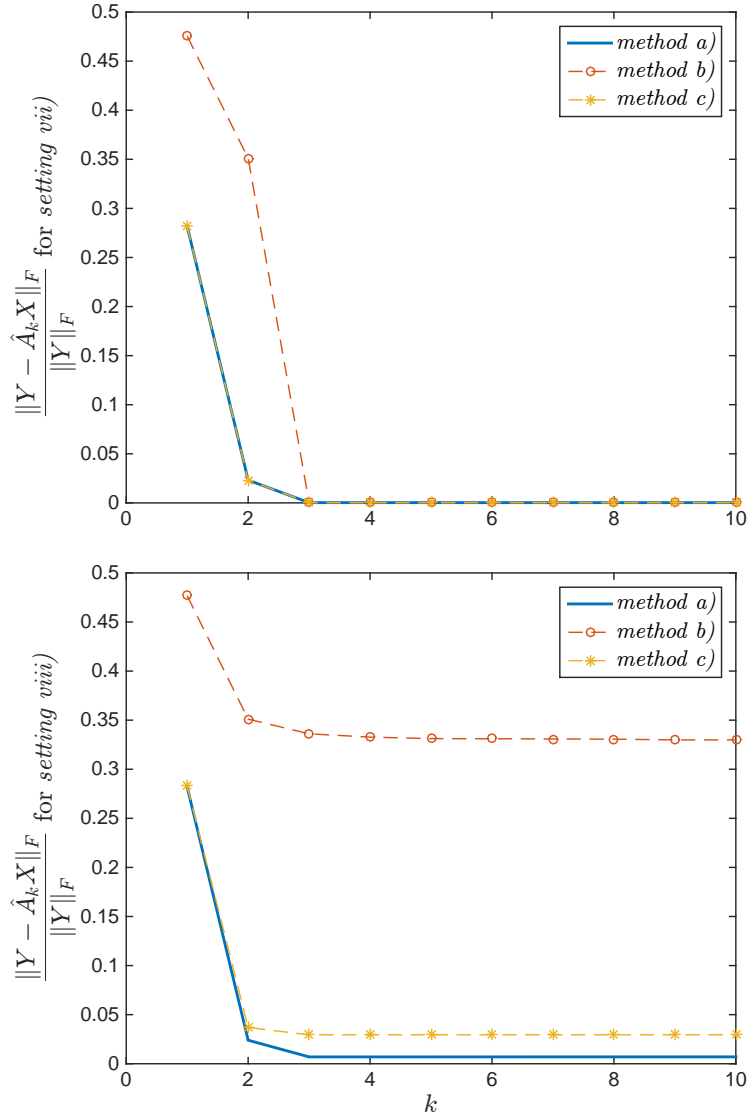 0.5
0.45
0.4
0.35
0.3
0.25
0.2
0.15
0.1
0.05
0
||Y − Â_k X||_F / ||Y||_F for setting vii)
method a)
method b)
method c)
0 2 4 6 8 10
0.5
0.45
0.4
0.35
0.3
0.25
0.2
0.15
0.1
0.05
0
||Y − Â_k X||_F / ||Y||_F for setting viii)
method a)
method b)
method c)
0 2 4 6 8 10
k